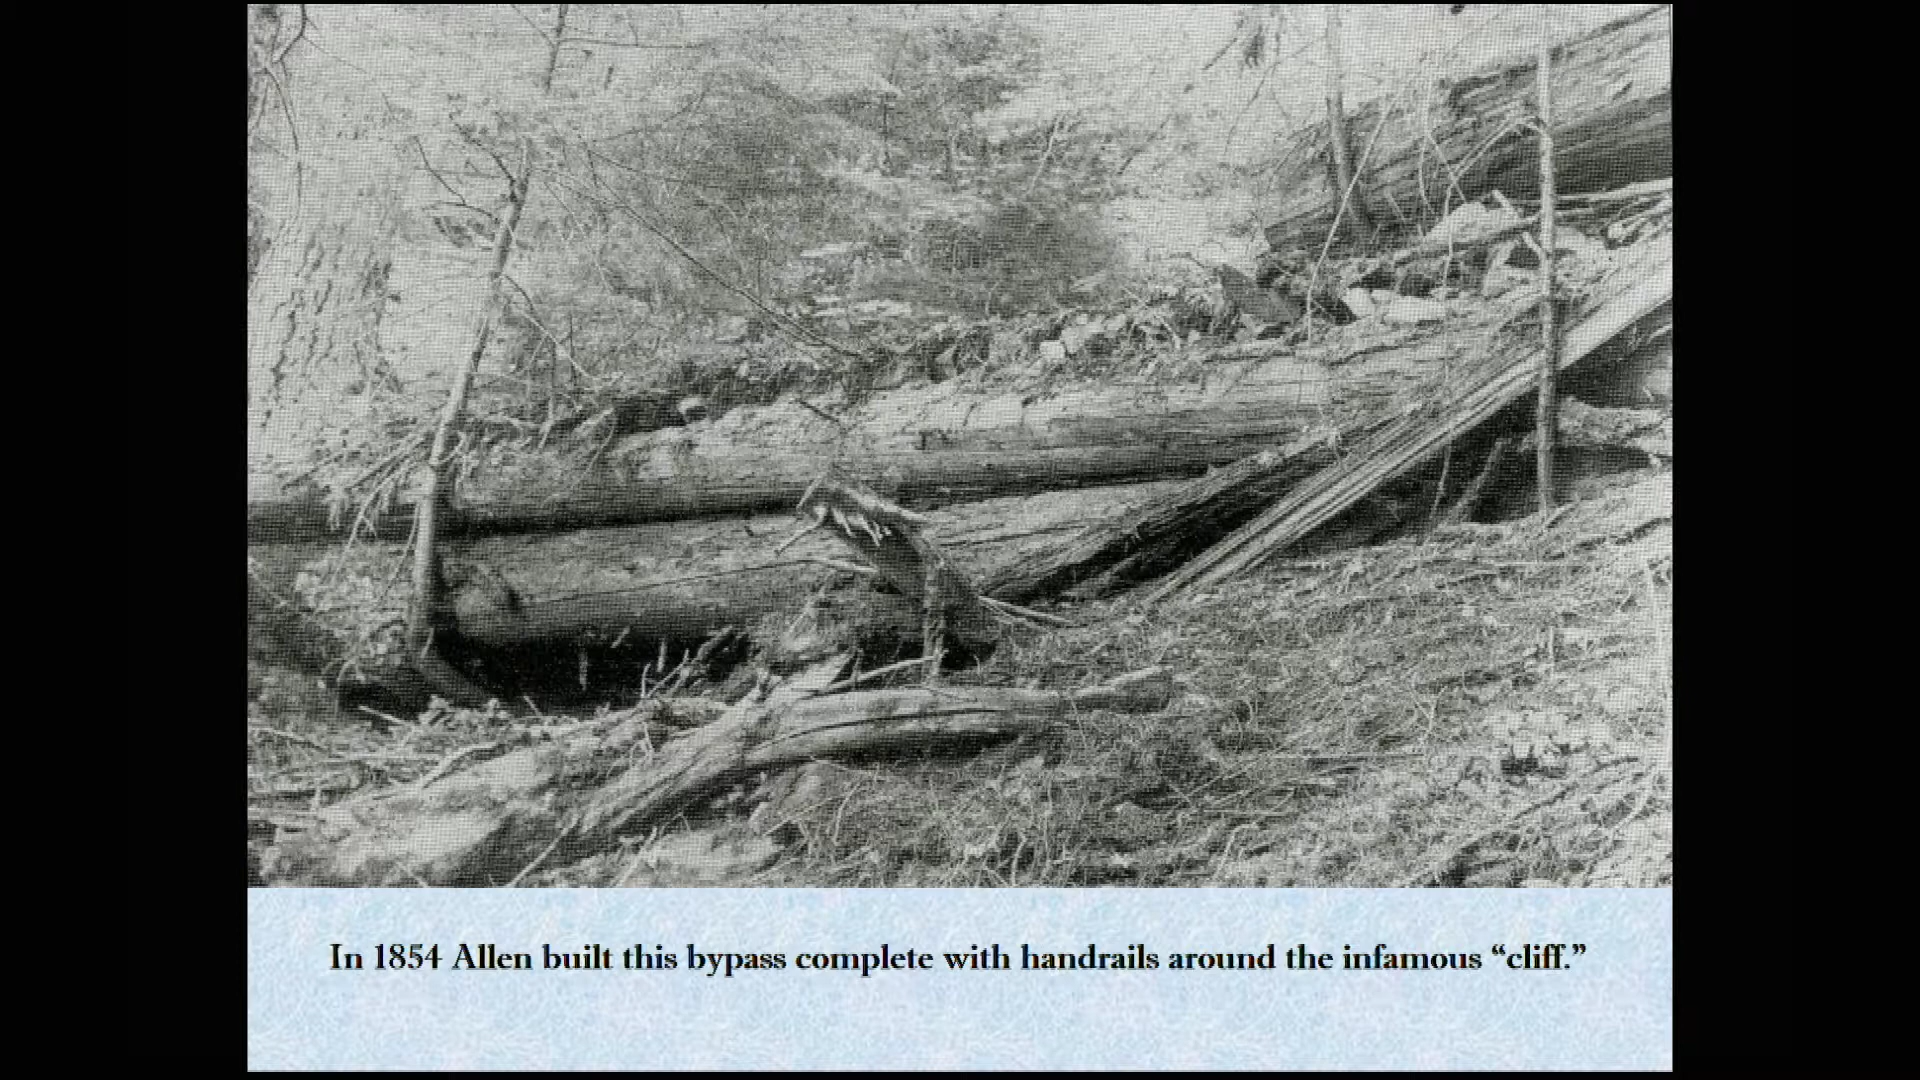 In 1854 Allen built this bypass complete with handrails around the infamous “cliff.”